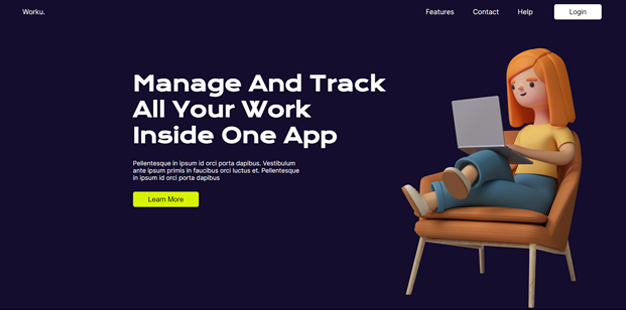 Worku.
Features
Contact
Help
Login
Manage And Track
All Your Work
Inside One App
Pellentesque in ipsum id orci porta dapibus. Vestibulum
ante ipsum primis in faucibus orci luctus et. Pellentesque
in ipsum id orci porta dapibus
Learn More